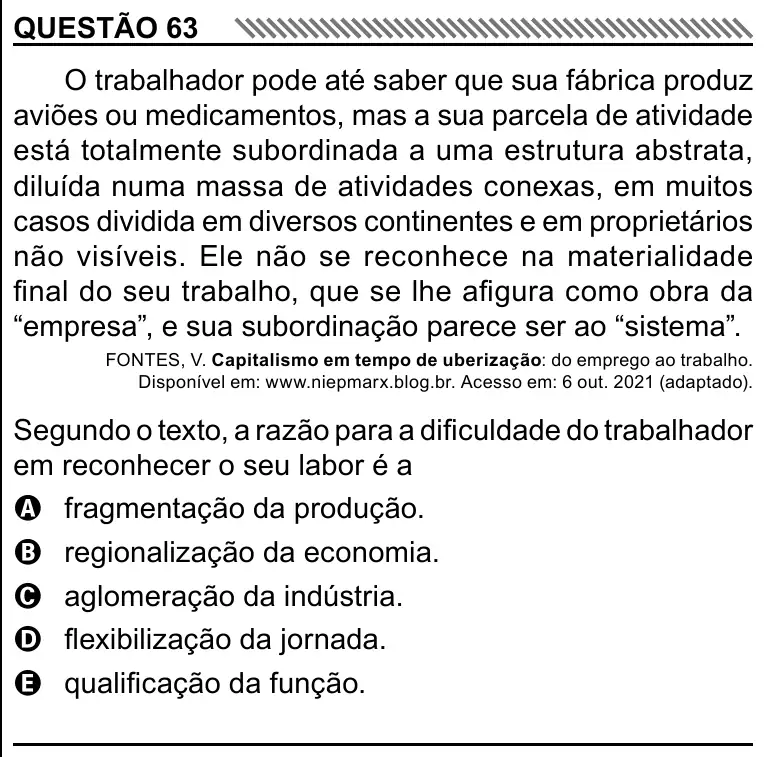 QUESTÃO 63
O trabalhador pode até saber que sua fábrica produz
aviões ou medicamentos, mas a sua parcela de atividade
está totalmente subordinada a uma estrutura abstrata,
diluída numa massa de atividades conexas, em muitos
casos dividida em diversos continentes e em proprietários
não visíveis. Ele não se reconhece na materialidade
final do seu trabalho, que se lhe afigura como obra da
“empresa”, e sua subordinação parece ser ao “sistema”.
FONTES, V. Capitalismo em tempo de uberização: do emprego ao trabalho.
Disponível em: www.niepmarx.blog.br. Acesso em: 6 out. 2021 (adaptado).
Segundo o texto, a razão para a dificuldade do trabalhador
em reconhecer o seu labor é a
A fragmentação da produção.
B regionalização da economia.
C aglomeração da indústria.
D flexibilização da jornada.
E qualificação da função.